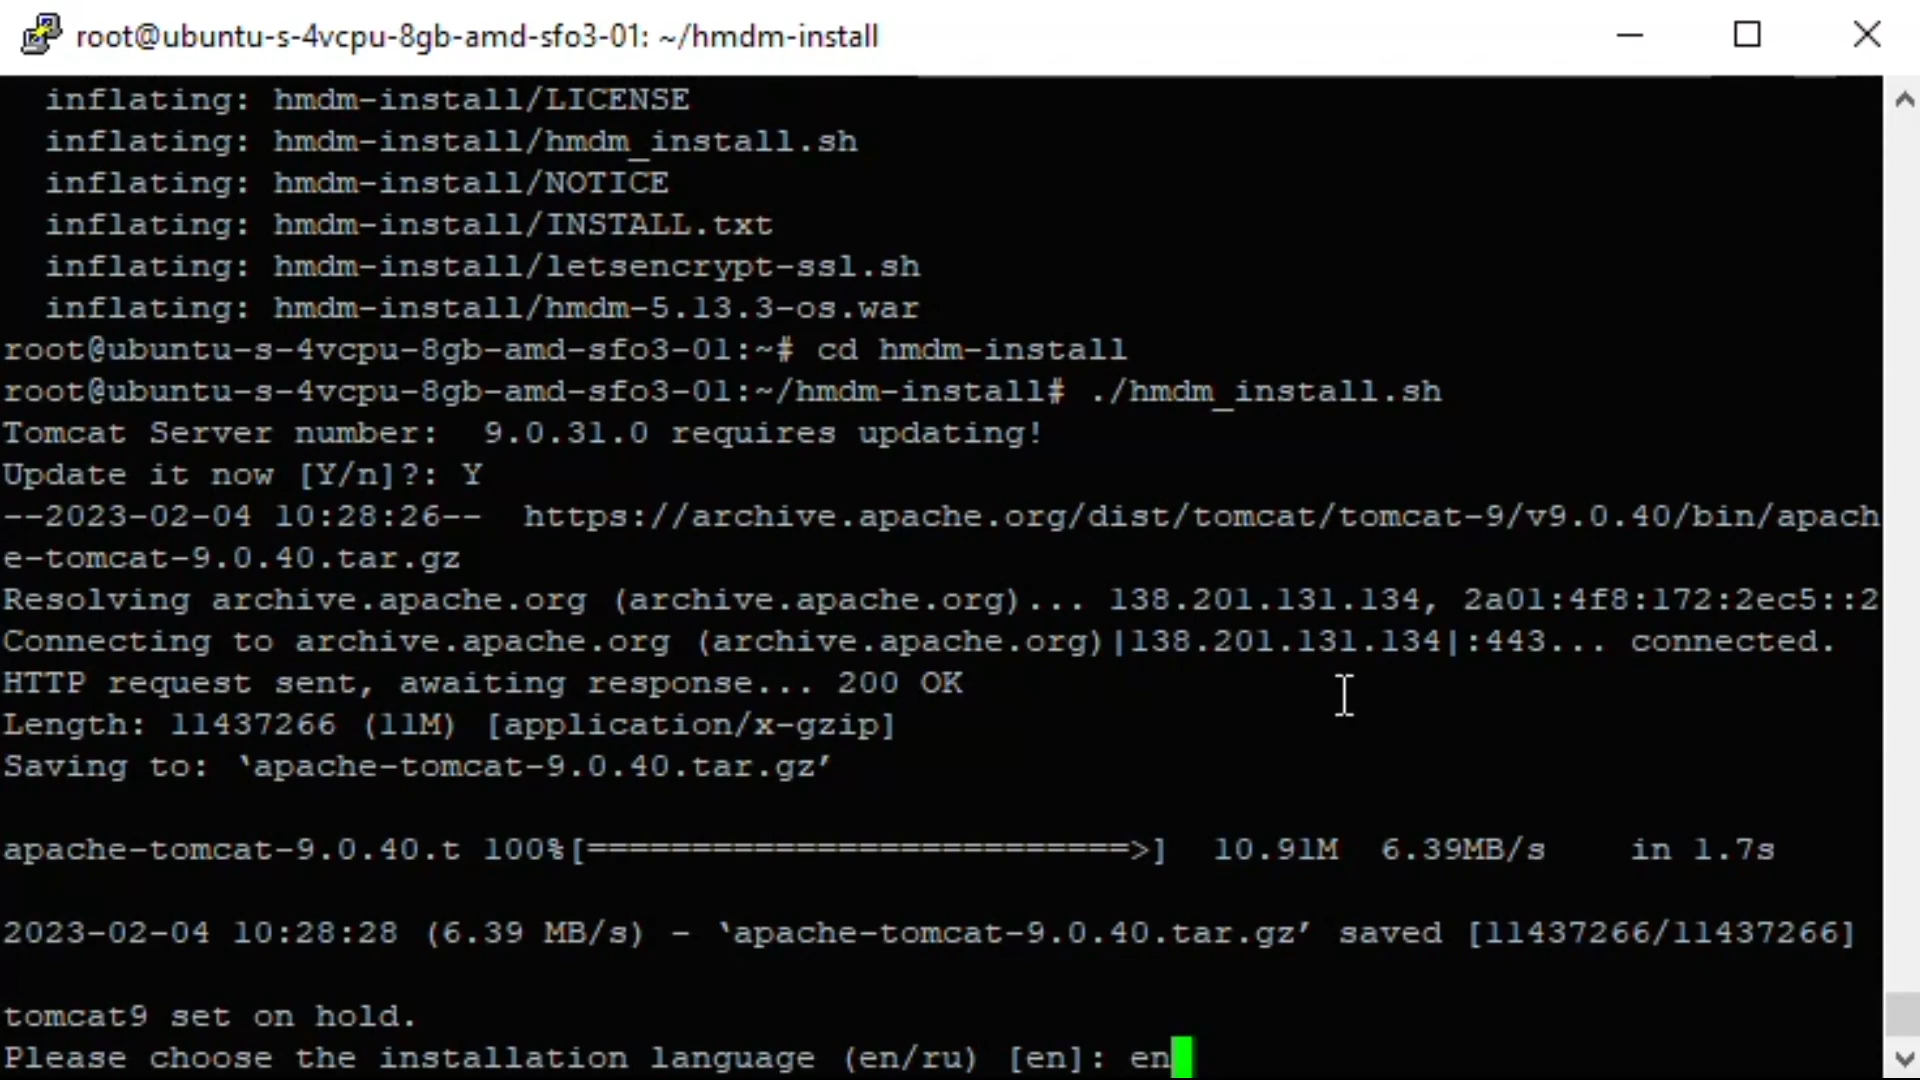 root@ubuntu-s-4vcpu-8gb-amd-sfo3-01: ~/hmdm-install
inflating: hmdm-install/LICENSE
inflating: hmdm-install/hmdm_install.sh
inflating: hmdm-install/NOTICE
inflating: hmdm-install/INSTALL.txt
inflating: hmdm-install/letsencrypt-ssl.sh
inflating: hmdm-install/hmdm-5.13.3-os.war
root@ubuntu-s-4vcpu-8gb-amd-sfo3-01:~# cd hmdm-install
root@ubuntu-s-4vcpu-8gb-amd-sfo3-01:~/hmdm-install# ./hmdm_install.sh
Tomcat Server number:  9.0.31.0 requires updating!
Update it now [Y/n]?: Y
--2023-02-04 10:28:26--  https://archive.apache.org/dist/tomcat/tomcat-9/v9.0.40/bin/apach
e-tomcat-9.0.40.tar.gz
Resolving archive.apache.org (archive.apache.org)... 138.201.131.134, 2a01:4f8:172:2ec5::2
Connecting to archive.apache.org (archive.apache.org)|138.201.131.134|:443... connected.
HTTP request sent, awaiting response... 200 OK
Length: 11437266 (11M) [application/x-gzip]
Saving to: ‘apache-tomcat-9.0.40.tar.gz’
apache-tomcat-9.0.40.t 100%[==========================>]  10.91M  6.39MB/s    in 1.7s
2023-02-04 10:28:28 (6.39 MB/s) - ‘apache-tomcat-9.0.40.tar.gz’ saved [11437266/11437266]
tomcat9 set on hold.
Please choose the installation language (en/ru) [en]: en